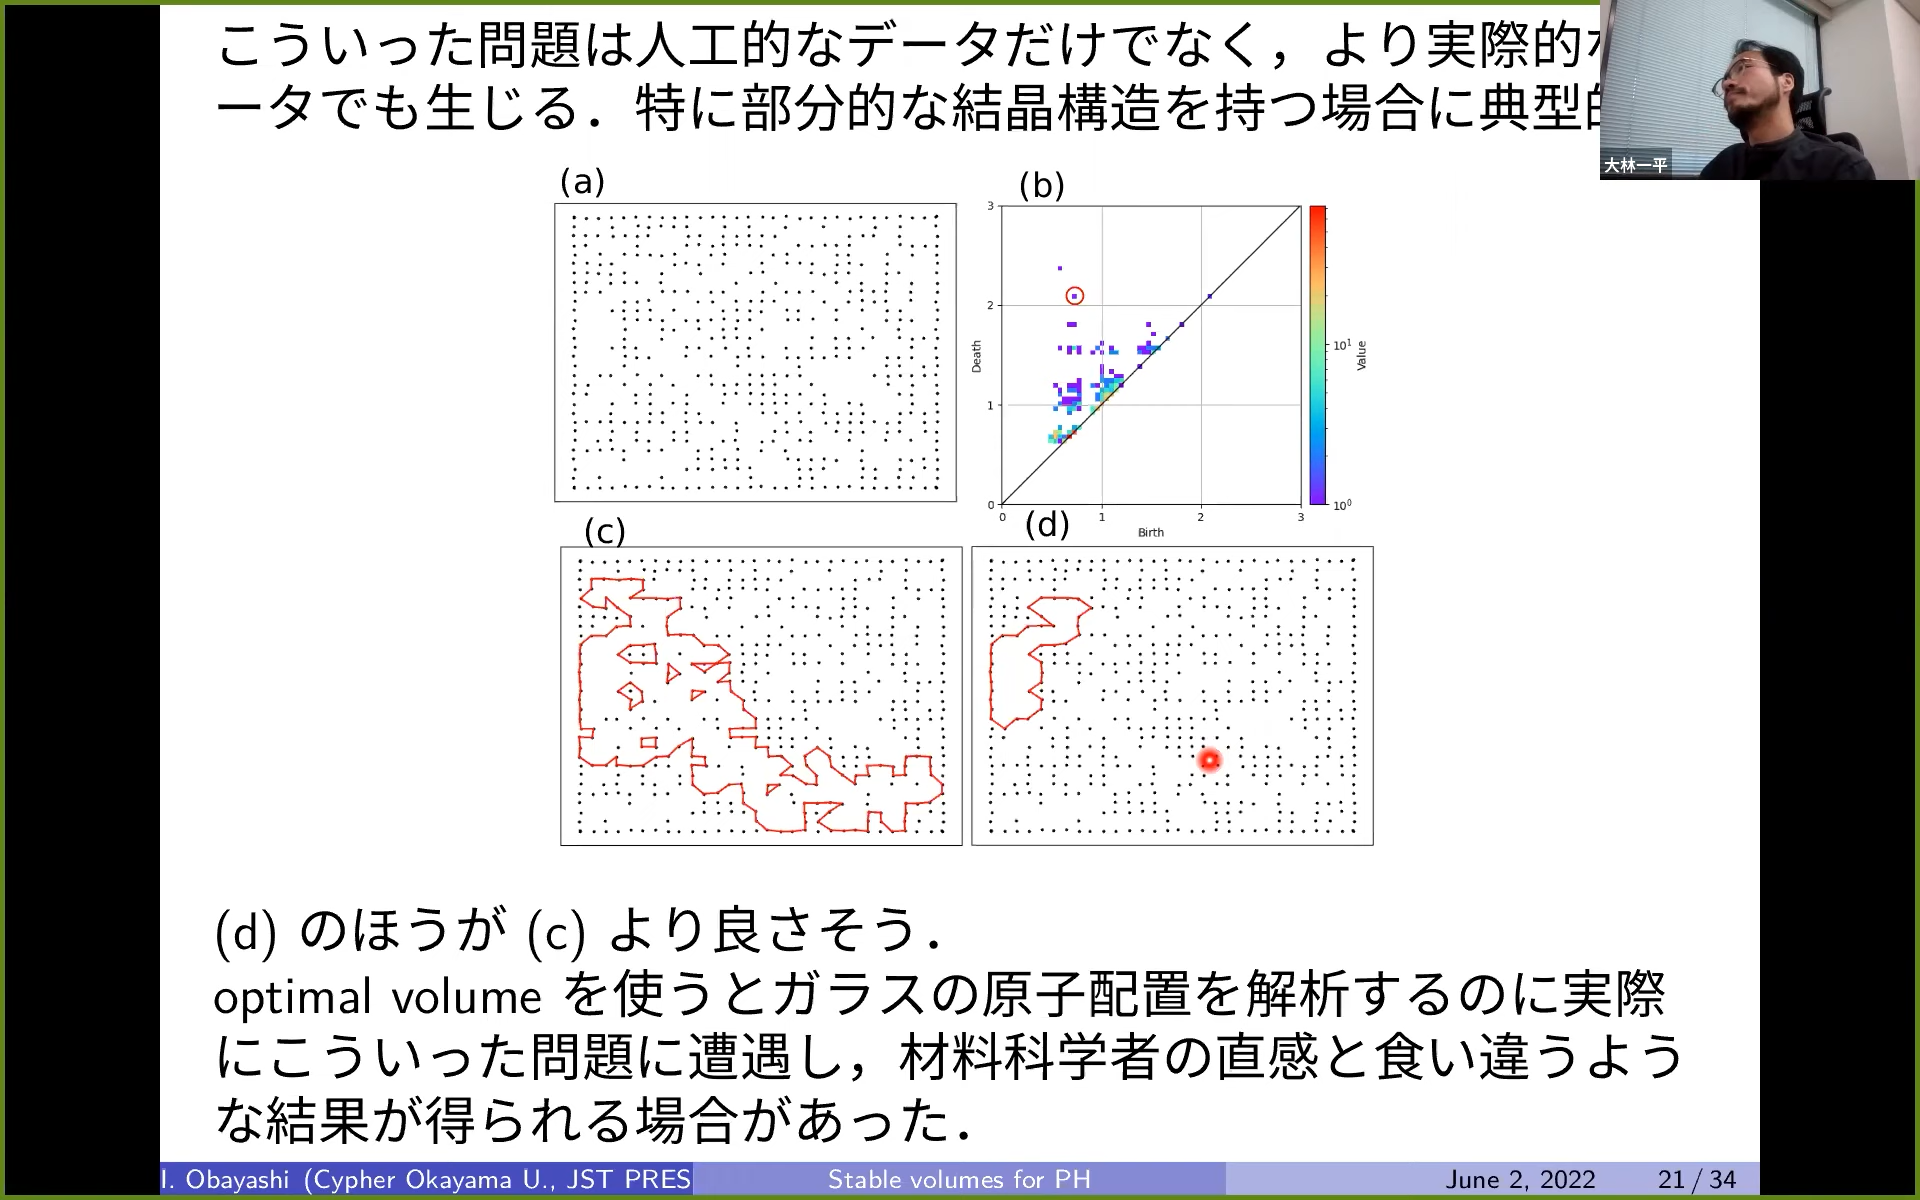 こういった問題は人工的なデータだけでなく，より実際的な
ータでも生じる．特に部分的な結晶構造を持つ場合に典型
大林一平
(a)
(b)
3
2
1
0
Death
0
1
2
3
Birth
10¹
10⁰
Value
(c)
(d)
(d) のほうが (c) より良さそう．
optimal volume を使うとガラスの原子配置を解析するのに実際
にこういった問題に遭遇し，材料科学者の直感と食い違うよう
な結果が得られる場合があった．
I. Obayashi (Cypher Okayama U., JST PRES
Stable volumes for PH
June 2, 2022
21 / 34